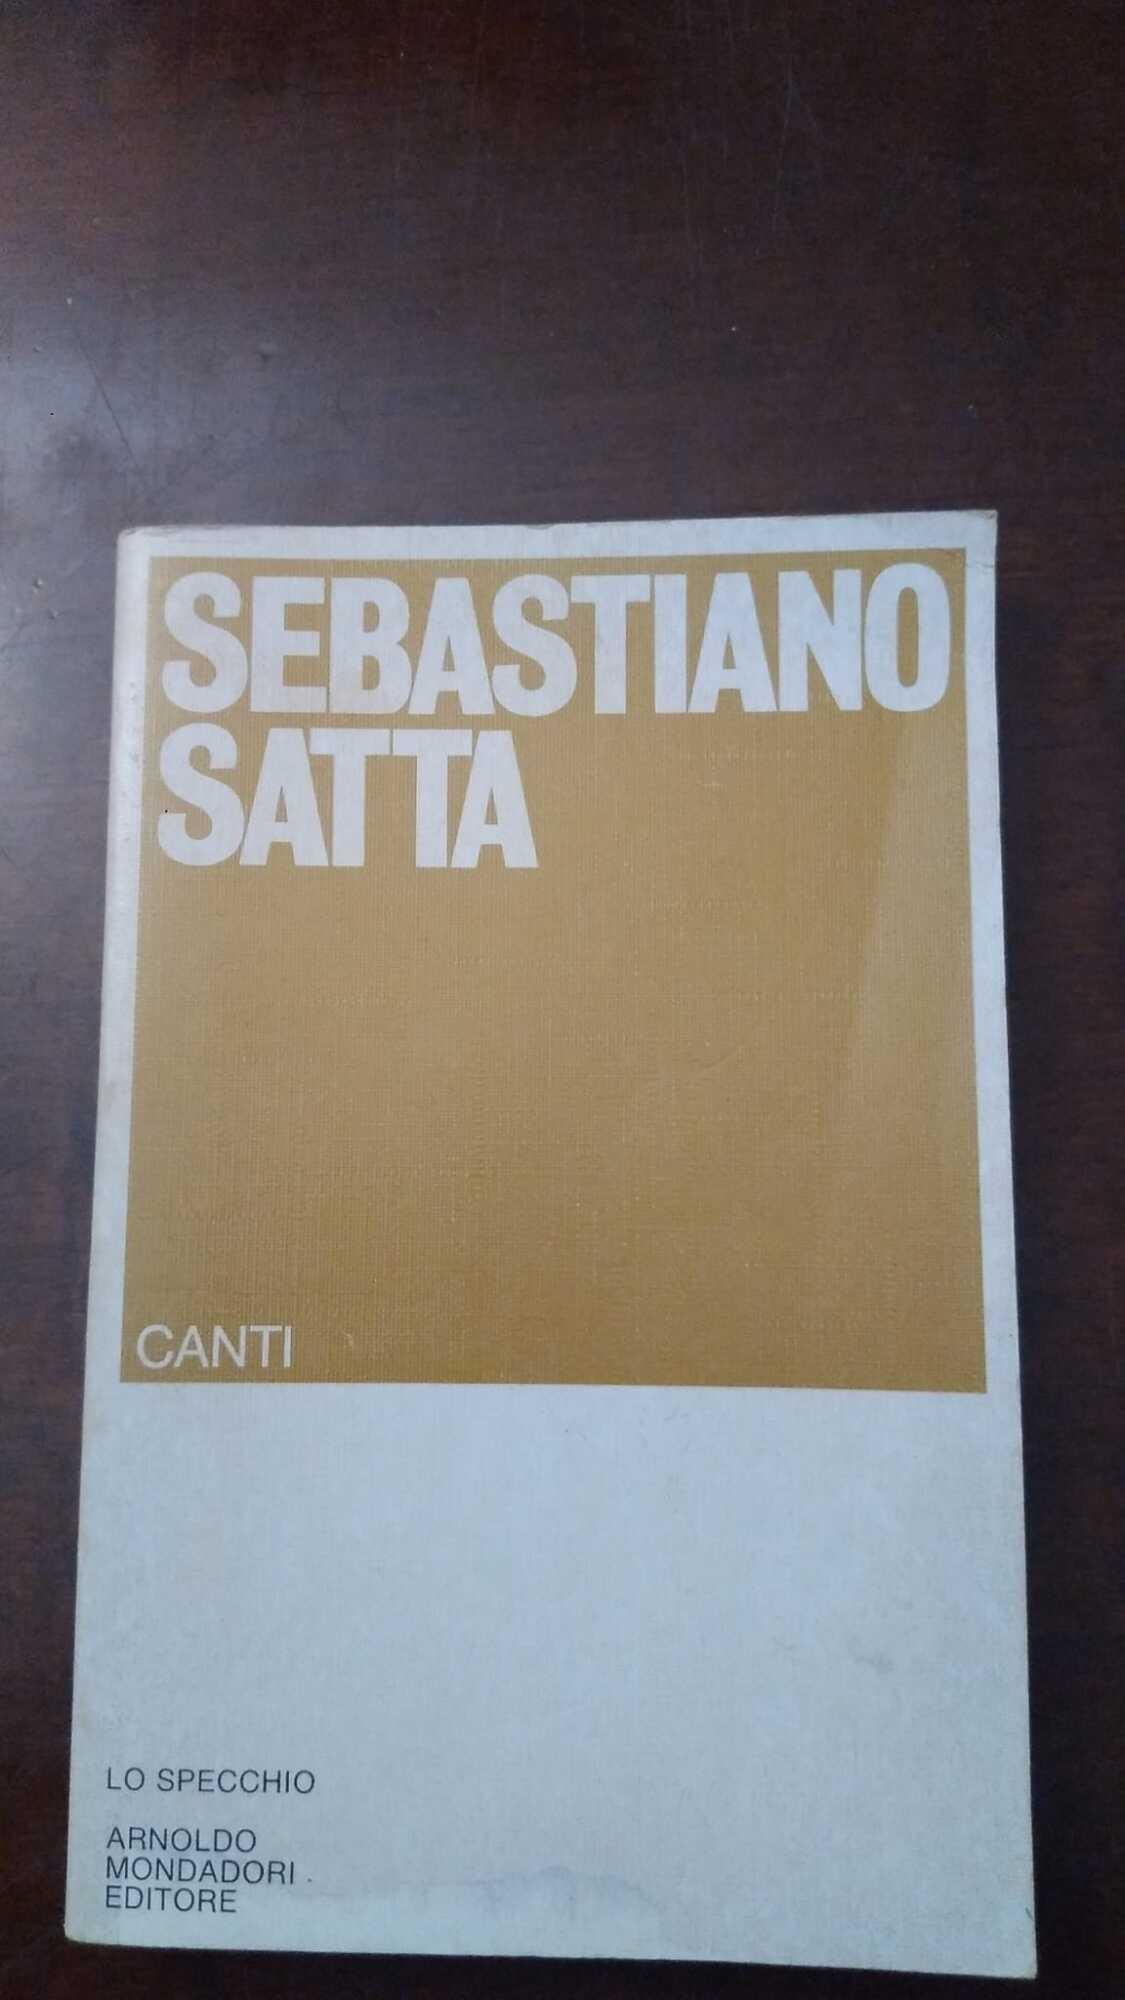 SEBASTIANO
SATTA
CANTI
LO SPECCHIO
ARNOLDO
MONDADORI
EDITORE